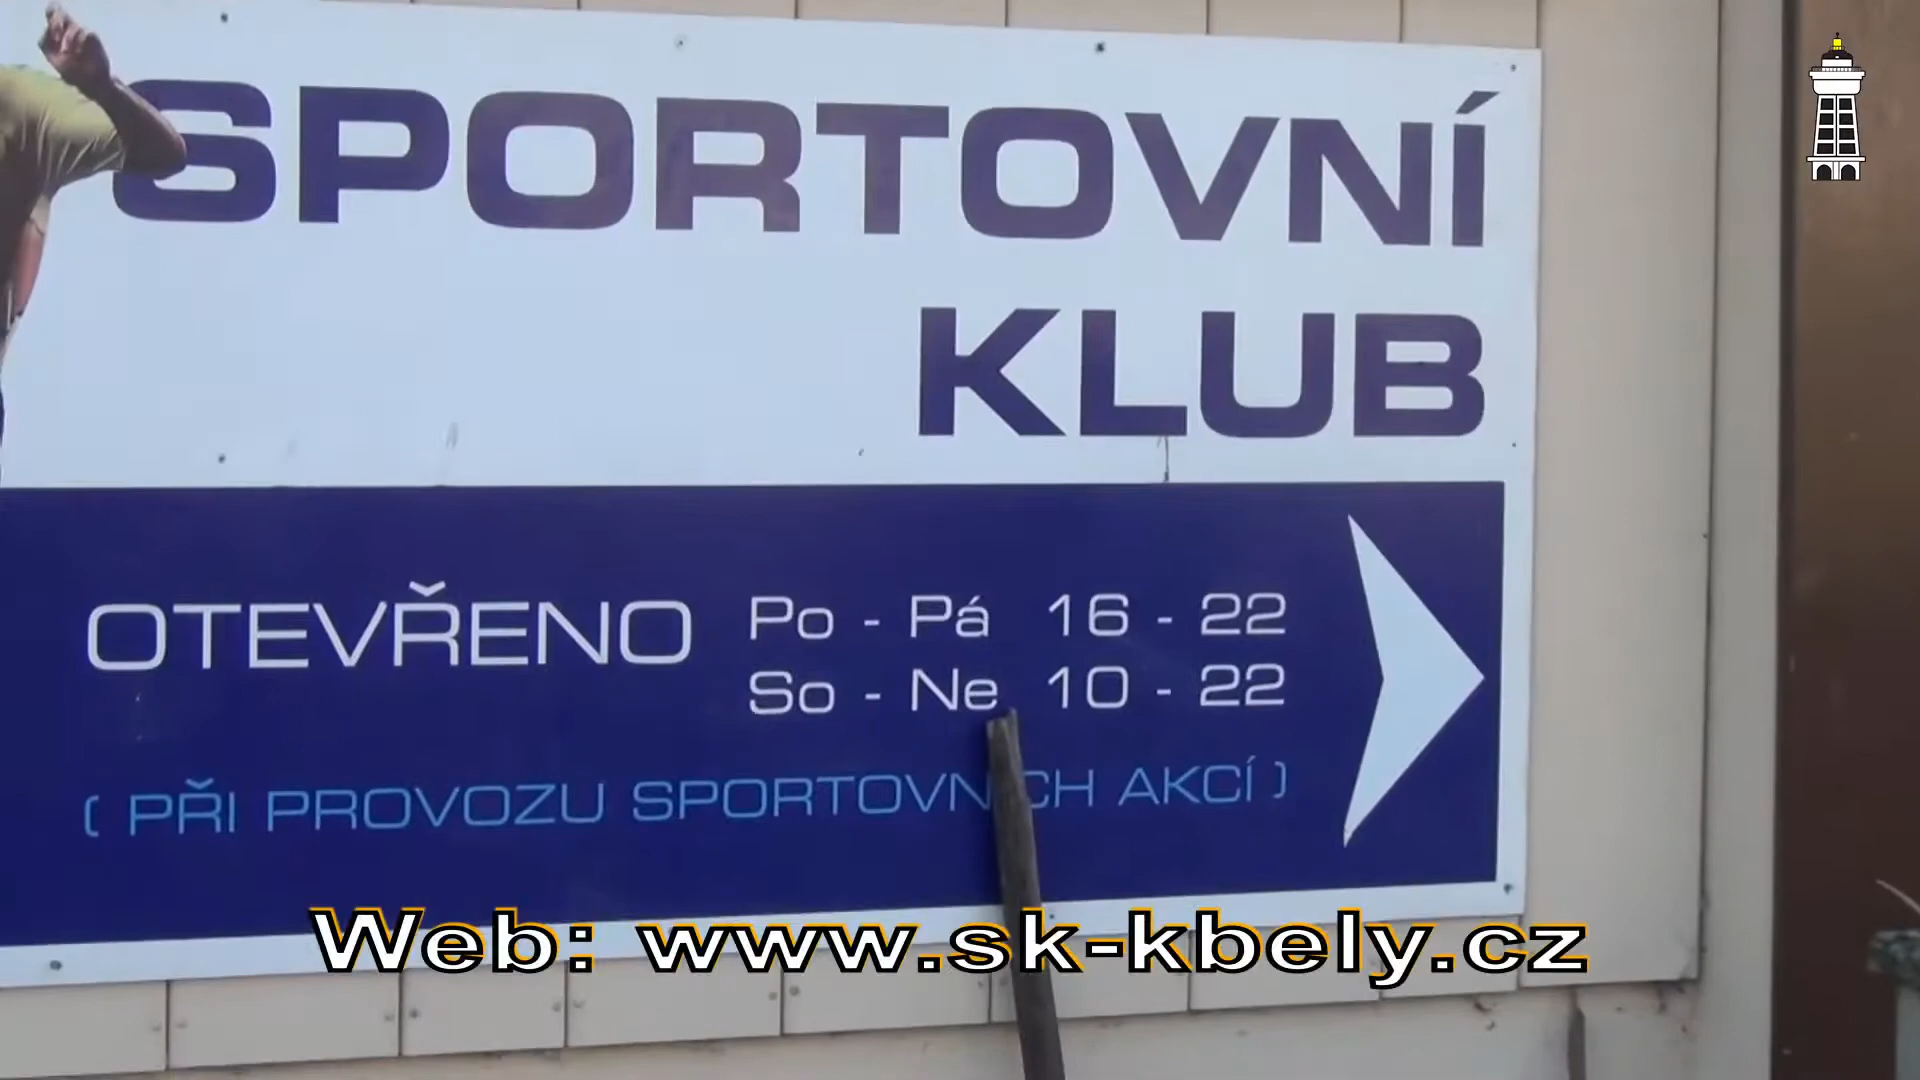 SPORTOVNÍ
KLUB
OTEVŘENO
Po - Pá 16 - 22
So - Ne 10 - 22
( PŘI PROVOZU SPORTOVNÍCH AKCÍ )
Web: www.sk-kbely.cz